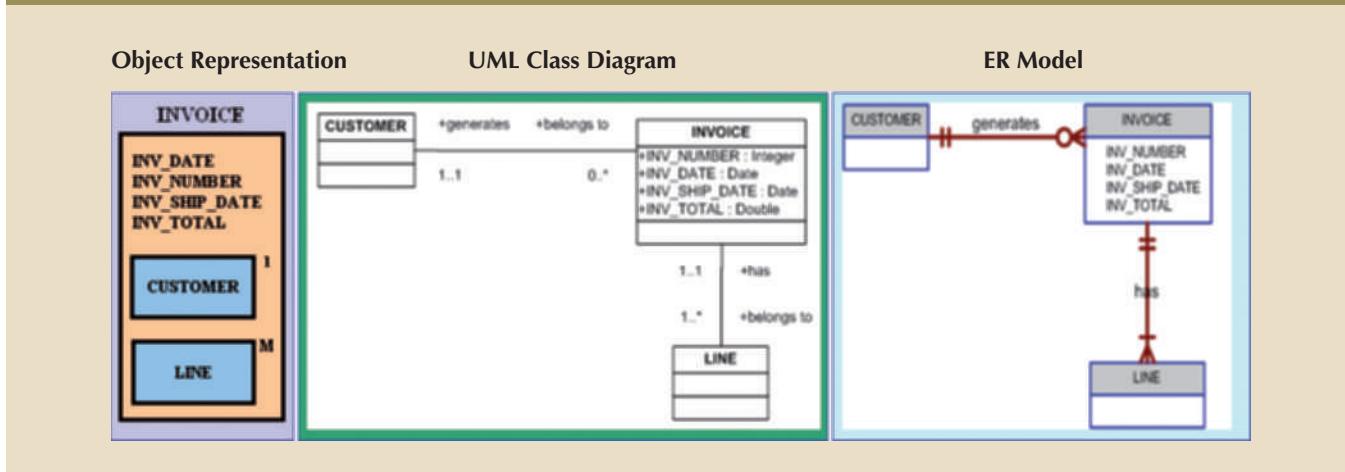 Object Representation
UML Class Diagram
ER Model
INVOICE
INV_DATE
INV_NUMBER
INV_SHIP_DATE
INV_TOTAL
1
CUSTOMER
M
LINE
CUSTOMER
+generates
+belongs to
1..1
0..*
INVOICE
+INV_NUMBER : Integer
+INV_DATE : Date
+INV_SHIP_DATE : Date
+INV_TOTAL : Double
1..1
+has
1..*
+belongs to
LINE
CUSTOMER
generates
INVOICE
INV_NUMBER
INV_DATE
INV_SHIP_DATE
INV_TOTAL
has
LINE